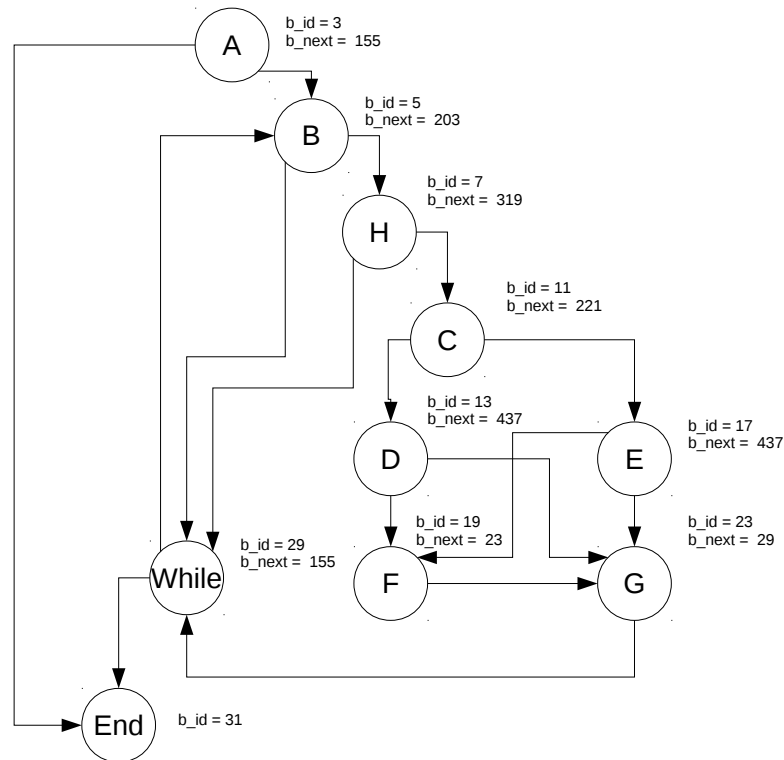 A
b_id = 3
b_next = 155
B
b_id = 5
b_next = 203
H
b_id = 7
b_next = 319
C
b_id = 11
b_next = 221
D
b_id = 13
b_next = 437
E
b_id = 17
b_next = 437
F
b_id = 19
b_next = 23
G
b_id = 23
b_next = 29
While
b_id = 29
b_next = 155
End
b_id = 31